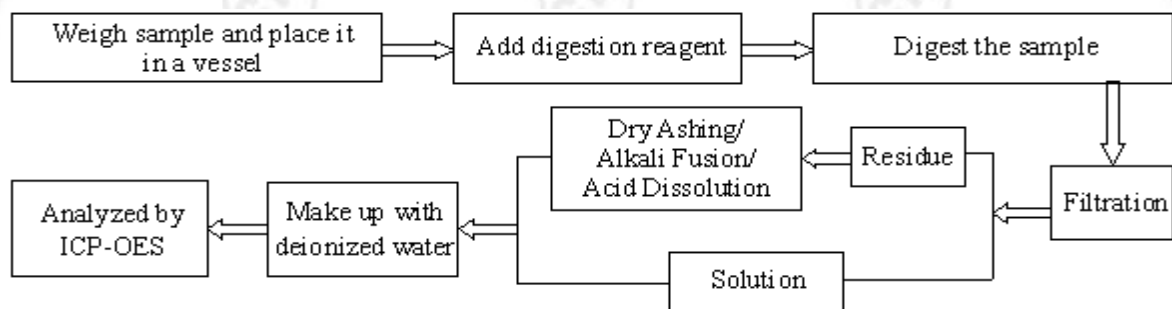 Weigh sample and place it
in a vessel
Add digestion reagent
Digest the sample
Filtration
Residue
Dry Ashing/
Alkali Fusion/
Acid Dissolution
Solution
Make up with
deionized water
Analyzed by
ICP-OES